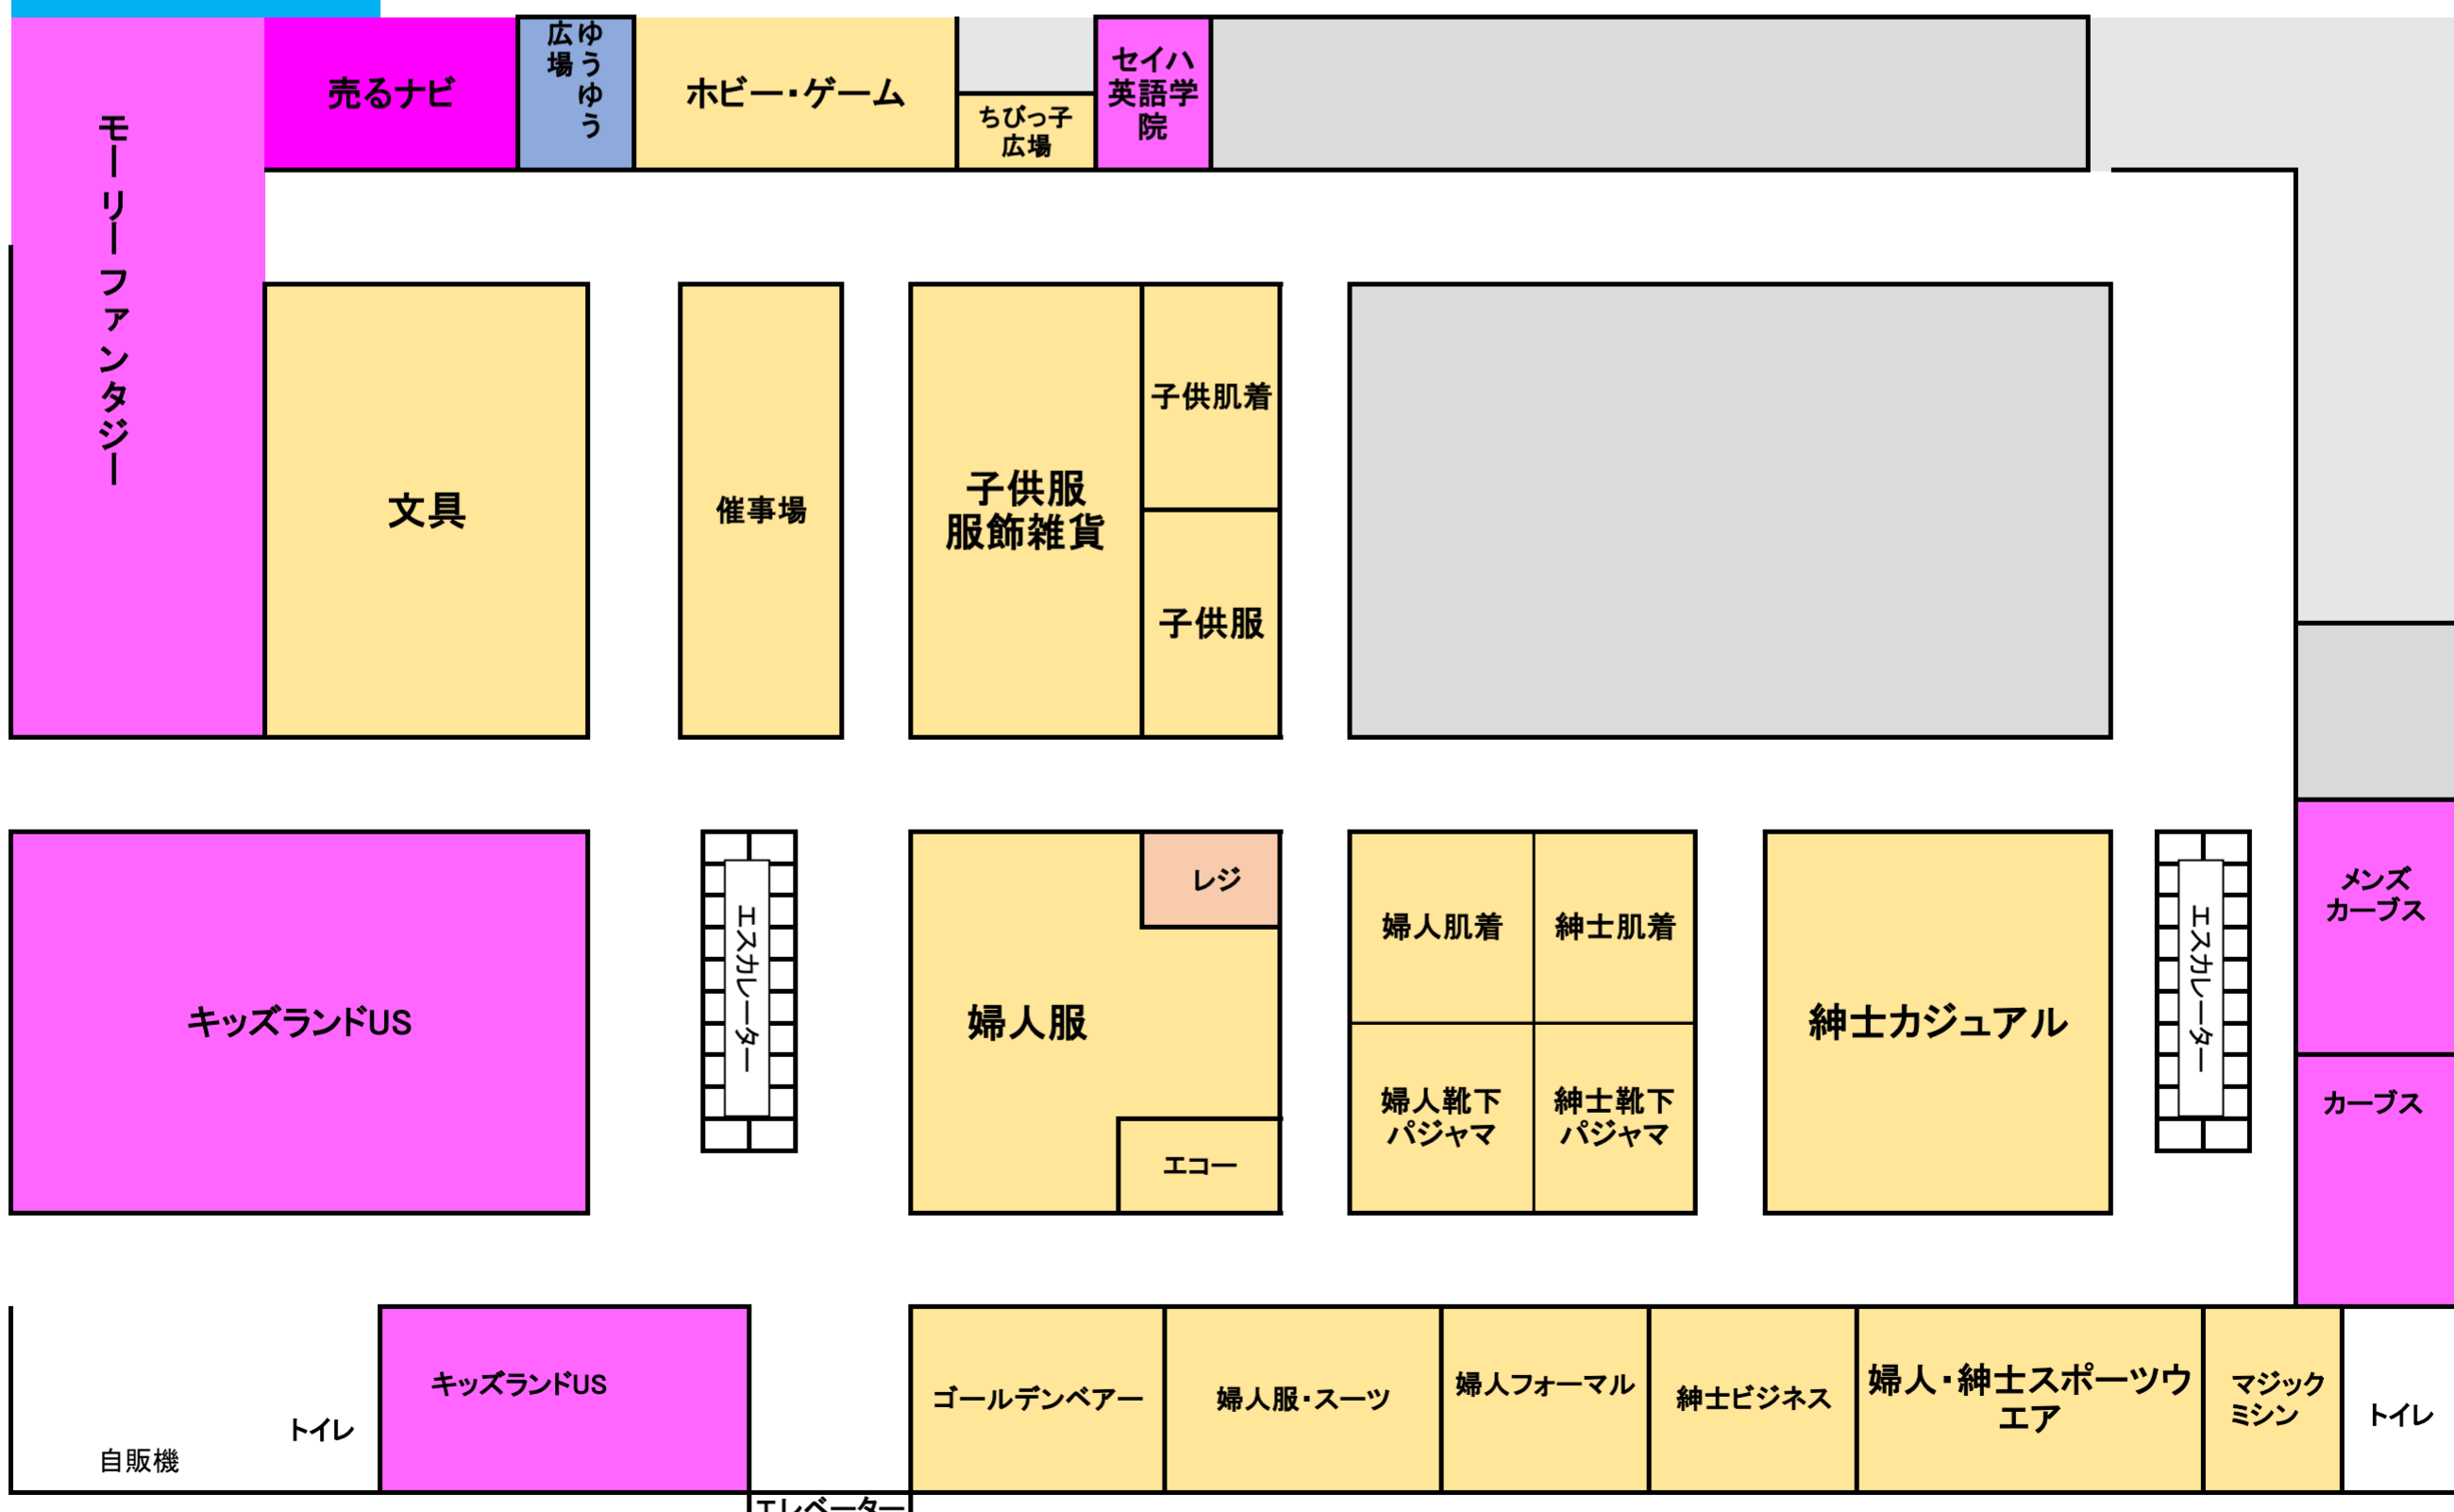 モーリーファンタジー
売るナビ
ゆうゆう
広場
ホビー・ゲーム
ちびっ子
広場
セイハ
英語学
院
文具
催事場
子供服
服飾雑貨
子供肌着
子供服
キッズランドUS
エスカレーター
婦人服
レジ
エコー
婦人肌着
紳士肌着
婦人靴下
パジャマ
紳士靴下
パジャマ
紳士カジュアル
エスカレーター
メンズ
カーブス
カーブス
自販機
トイレ
キッズランドUS
エレベーター
ゴールデンベアー
婦人服・スーツ
婦人フォーマル
紳士ビジネス
婦人・紳士スポーツウ
エア
マジック
ミシン
トイレ